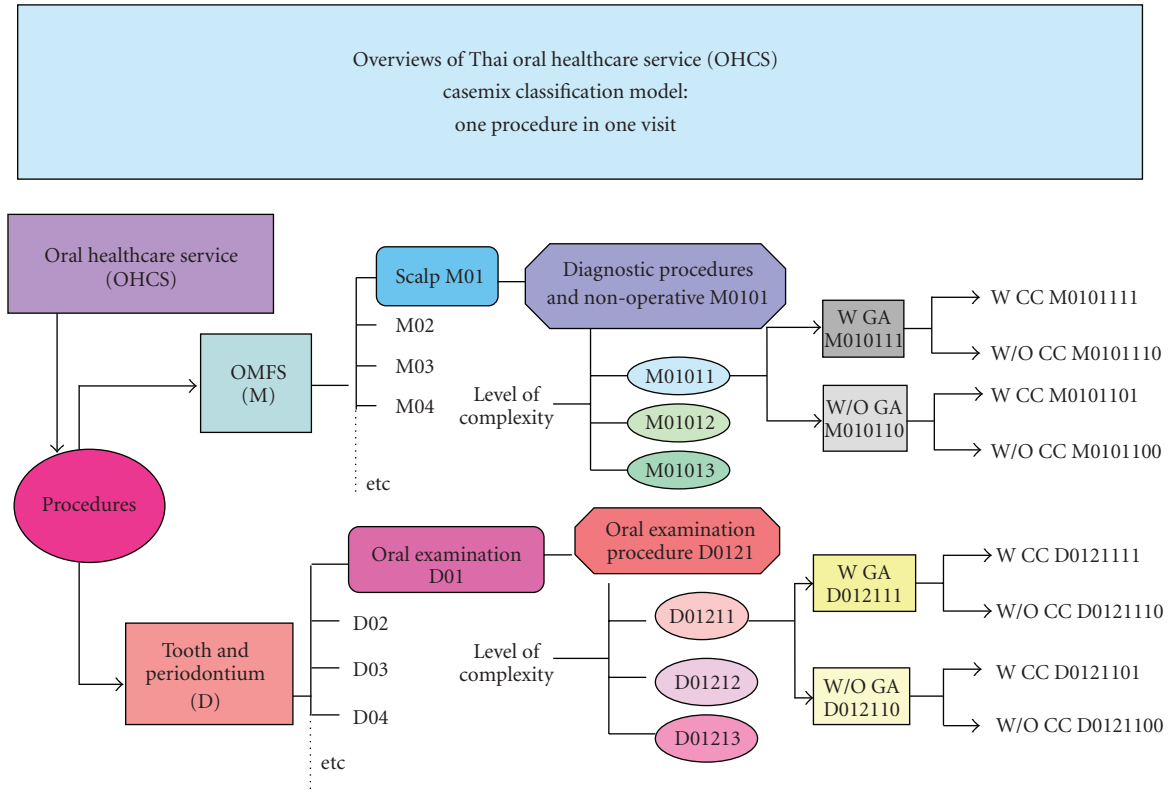 Overviews of Thai oral healthcare service (OHCS)
casemix classification model:
one procedure in one visit
Oral healthcare service
(OHCS)
Procedures
OMFS
(M)
Scalp M01
M02
M03
M04
etc
Diagnostic procedures
and non-operative M0101
Level of
complexity
M01011
M01012
M01013
W GA
M010111
W/O GA
M010110
W CC M0101111
W/O CC M0101110
W CC M0101101
W/O CC M0101100
Tooth and
periodontium
(D)
Oral examination
D01
D02
D03
D04
etc
Oral examination
procedure D0121
Level of
complexity
D01211
D01212
D01213
W GA
D012111
W/O GA
D012110
W CC D0121111
W/O CC D0121110
W CC D0121101
W/O CC D0121100